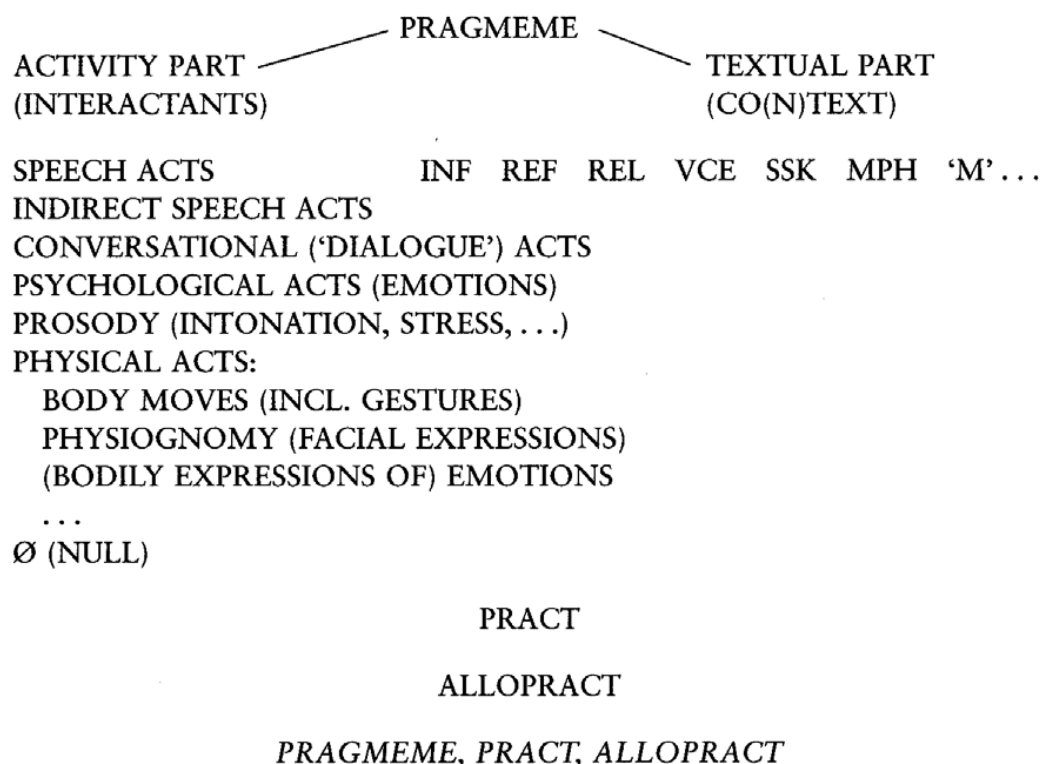 PRAGMEME
ACTIVITY PART TEXTUAL PART
(INTERACTANTS) (CO(N)TEXT)
SPEECH ACTS INF REF REL VCE SSK MPH ‘M’ ...
INDIRECT SPEECH ACTS
CONVERSATIONAL (‘DIALOGUE’) ACTS
PSYCHOLOGICAL ACTS (EMOTIONS)
PROSODY (INTONATION, STRESS, ...)
PHYSICAL ACTS:
BODY MOVES (INCL. GESTURES)
PHYSIOGNOMY (FACIAL EXPRESSIONS)
(BODILY EXPRESSIONS OF) EMOTIONS
...
Ø (NULL)
PRACT
ALLOPRACT
PRAGMEME, PRACT, ALLOPRACT